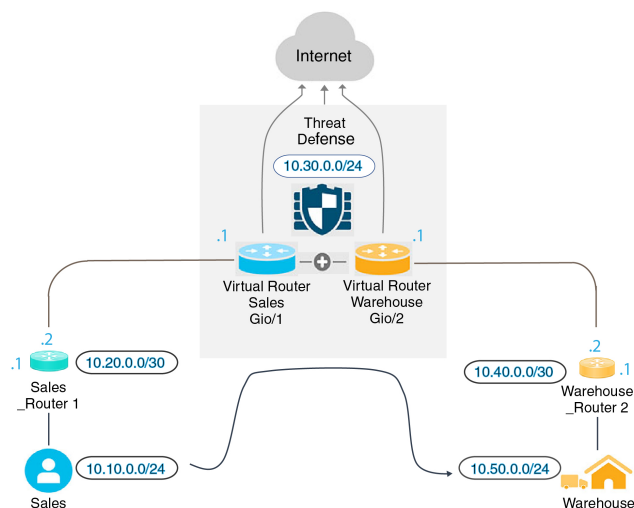 Internet
Threat
Defense
10.30.0.0/24
.1
.1
Virtual Router
Sales
Gio/1
Virtual Router
Warehouse
Gio/2
.2
.1
10.20.0.0/30
Sales
_Router 1
10.40.0.0/30
.2
.1
Warehouse
_Router 2
10.10.0.0/24
Sales
10.50.0.0/24
Warehouse